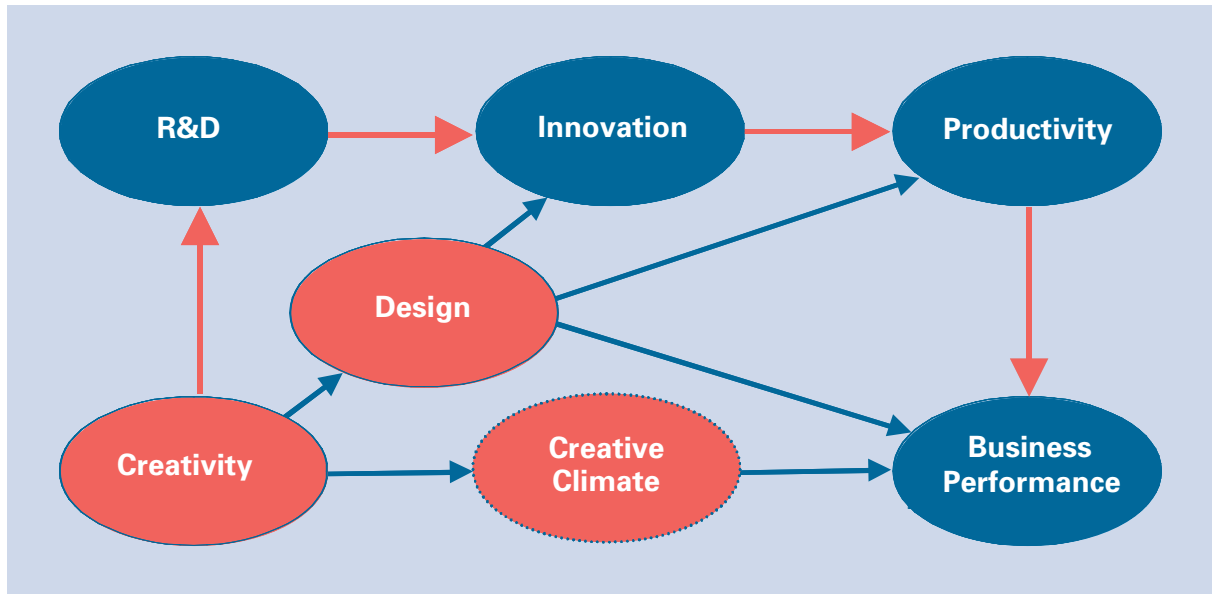 R&D
Innovation
Productivity
Design
Creativity
Creative
Climate
Business
Performance